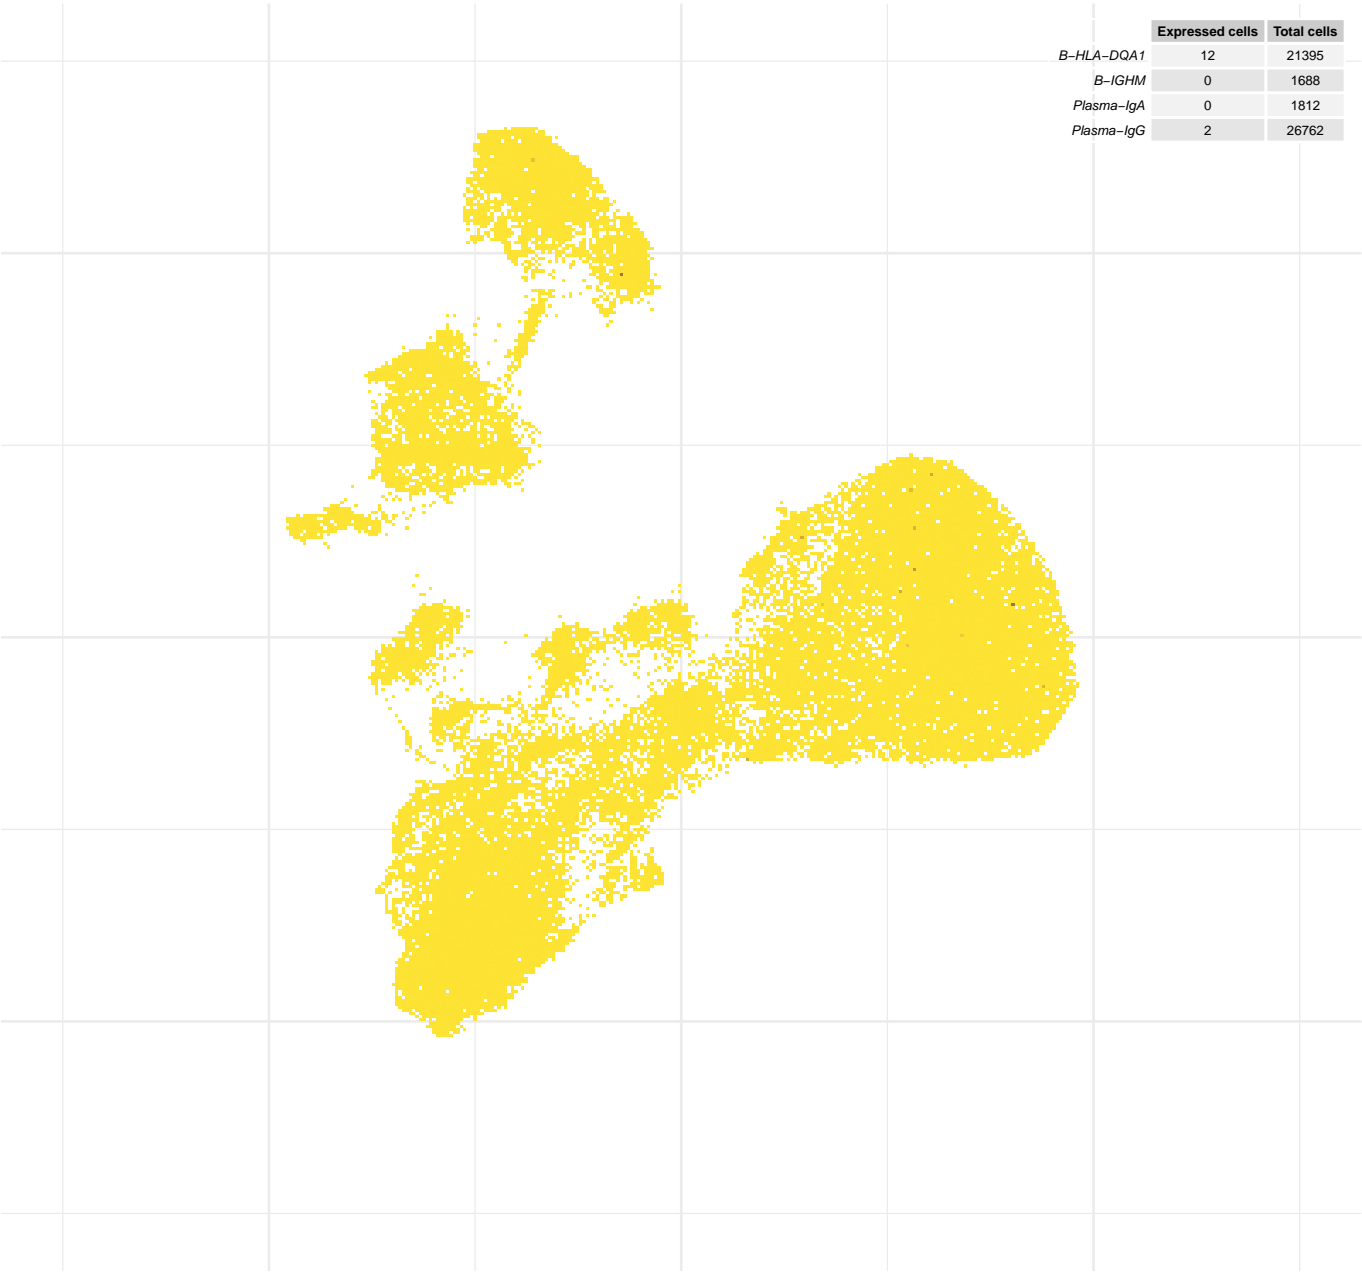 Expressed cells Total cells
B−HLA−DQA1 12 21395
B−IGHM 0 1688
Plasma−IgA 0 1812
Plasma−IgG 2 26762